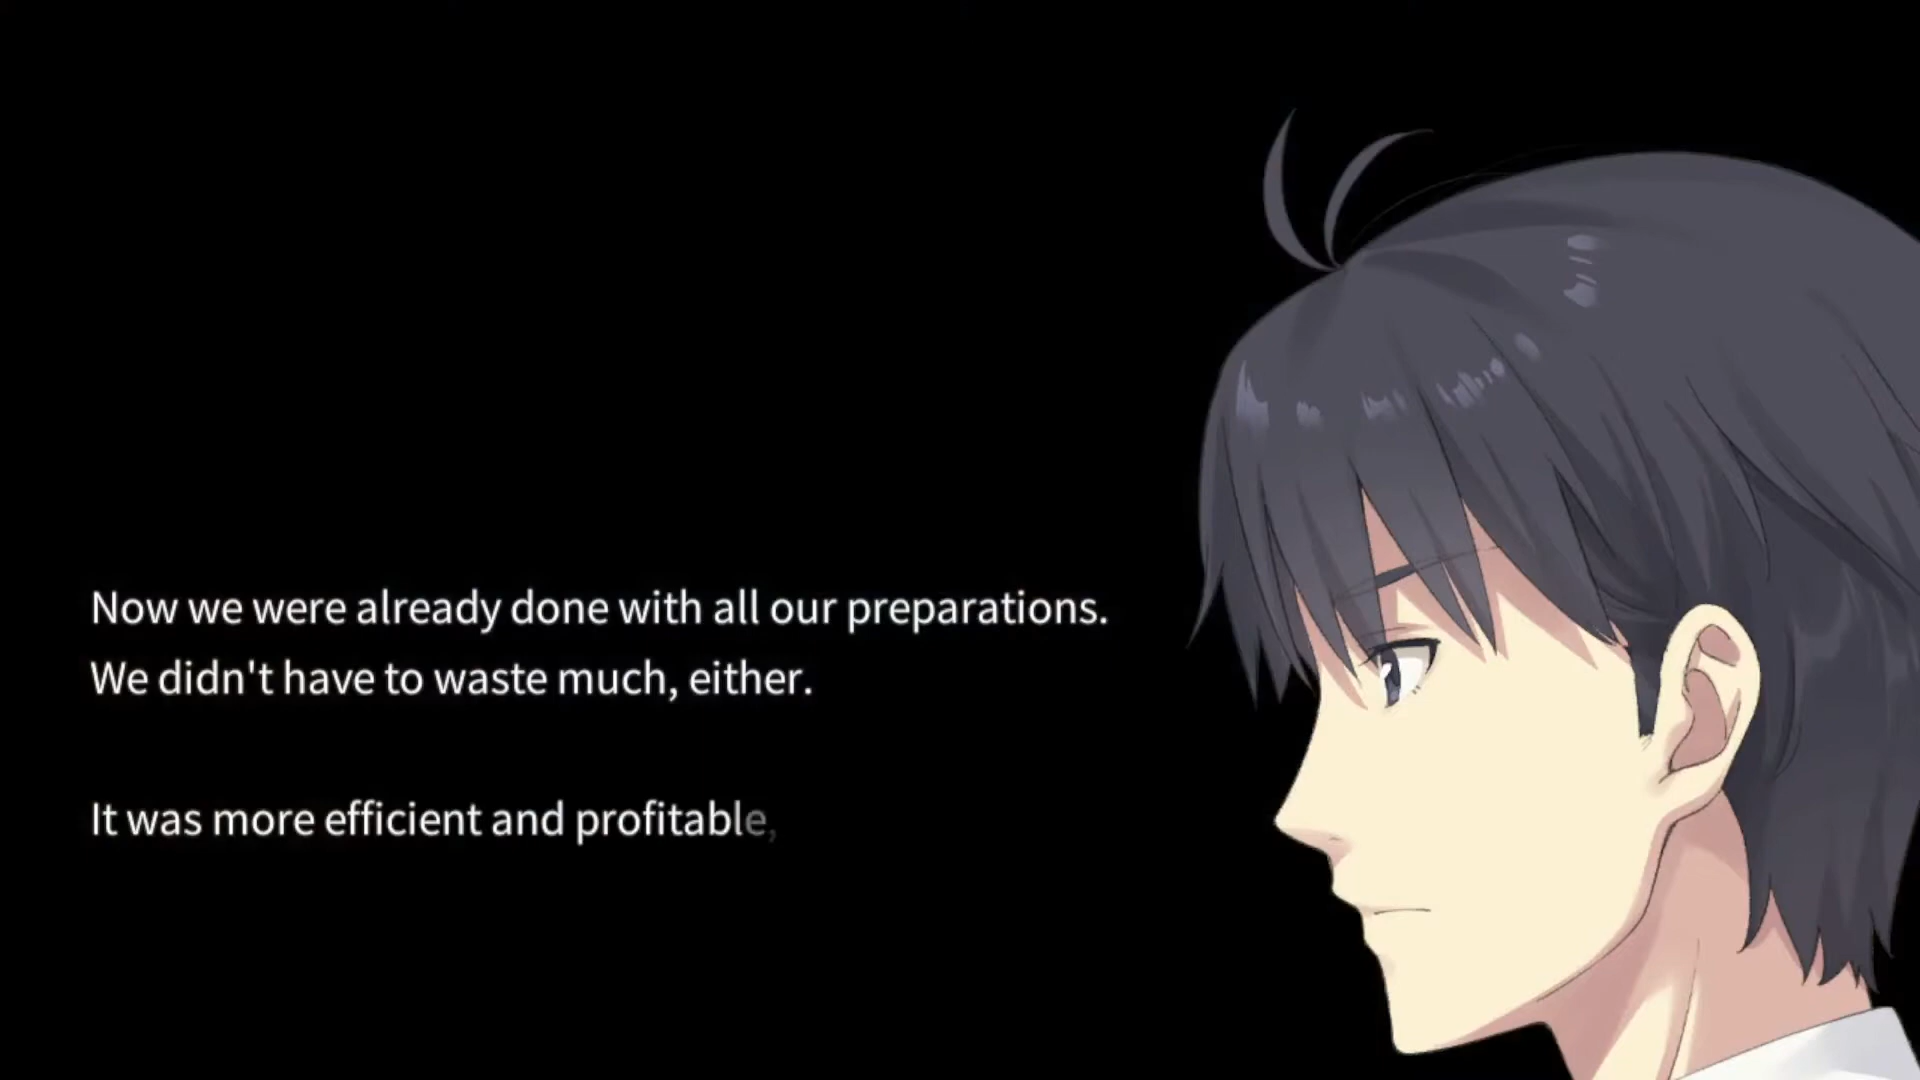 Now we were already done with all our preparations.
We didn't have to waste much, either.
It was more efficient and profitable,